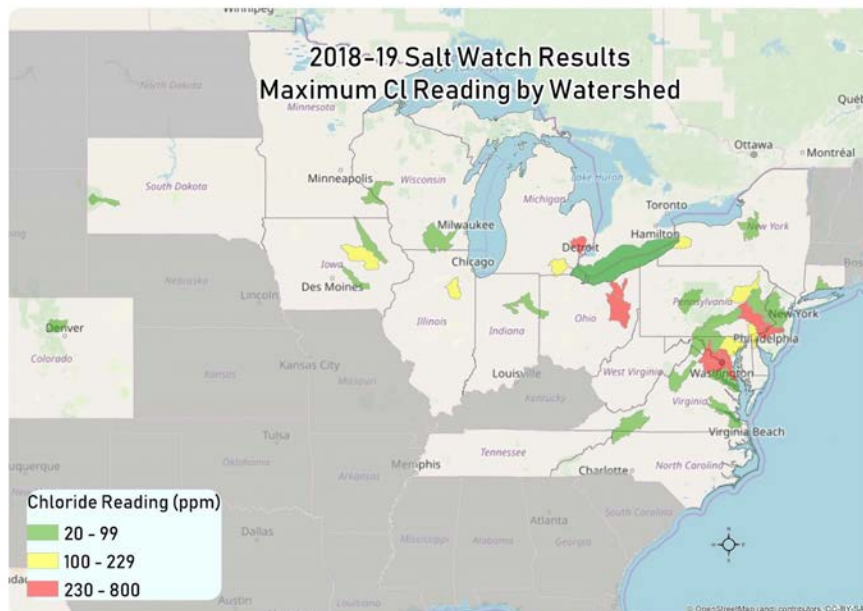 Winnipeg
2018-19 Salt Watch Results
Maximum Cl Reading by Watershed
North Dakota
Minnesota
Ottawa
Montréal
Minneapolis
Wisconsin
South Dakota
Michigan
Lake Huron
Toronto
Hamilton
New York
Milwaukee
Detroit
Chicago
Iowa
Des Moines
Nebraska
Lincoln
Pennsylvania
New York
Denver
Colorado
Illinois
Indiana
Ohio
Philadelphia
Washington
West Virginia
Kansas City
Kansas
Missouri
Louisville
Kentucky
Virginia
Virginia Beach
Tulsa
Oklahoma
Memphis
Tennessee
Charlotte
North Carolina
Arkansas
South Carolina
Atlanta
Mississippi
Alabama
Georgia
Dallas
Austin
Louisiana
Chloride Reading (ppm)
20 - 99
100 - 229
230 - 800